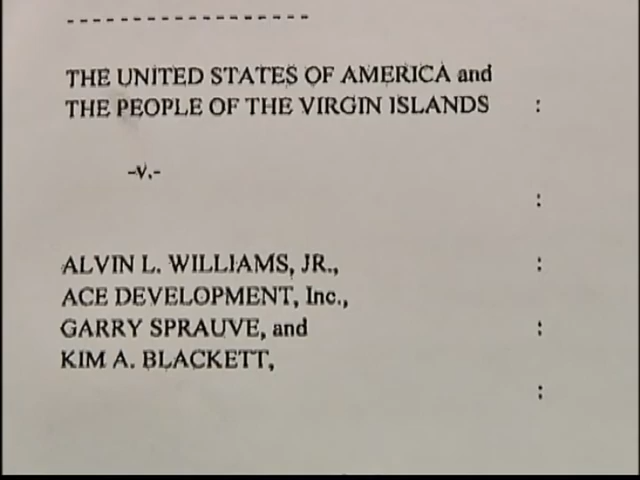 THE UNITED STATES OF AMERICA and
THE PEOPLE OF THE VIRGIN ISLANDS :
-v.-
:
ALVIN L. WILLIAMS, JR., :
ACE DEVELOPMENT, Inc.,
GARRY SPRAUVE, and :
KIM A. BLACKETT,
: